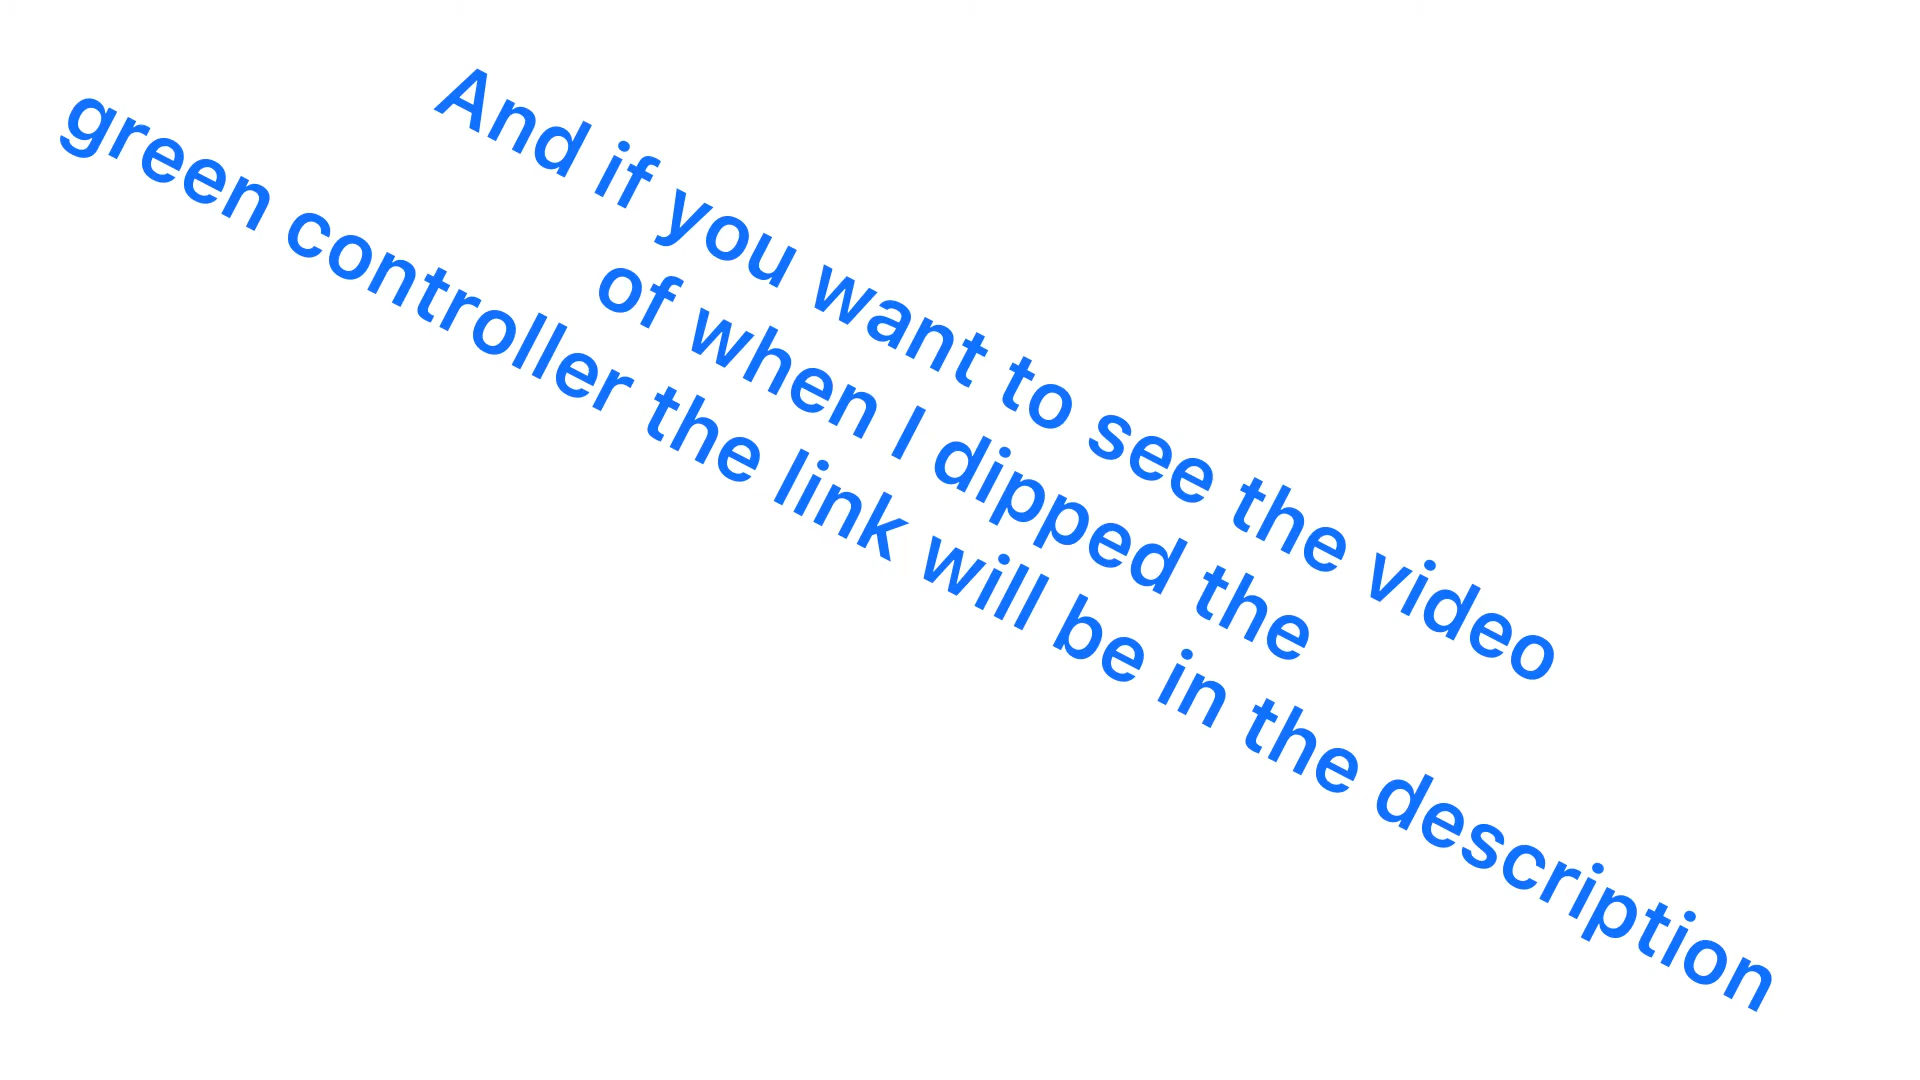 And if you want to see the video
of when I dipped the
green controller the link will be in the description